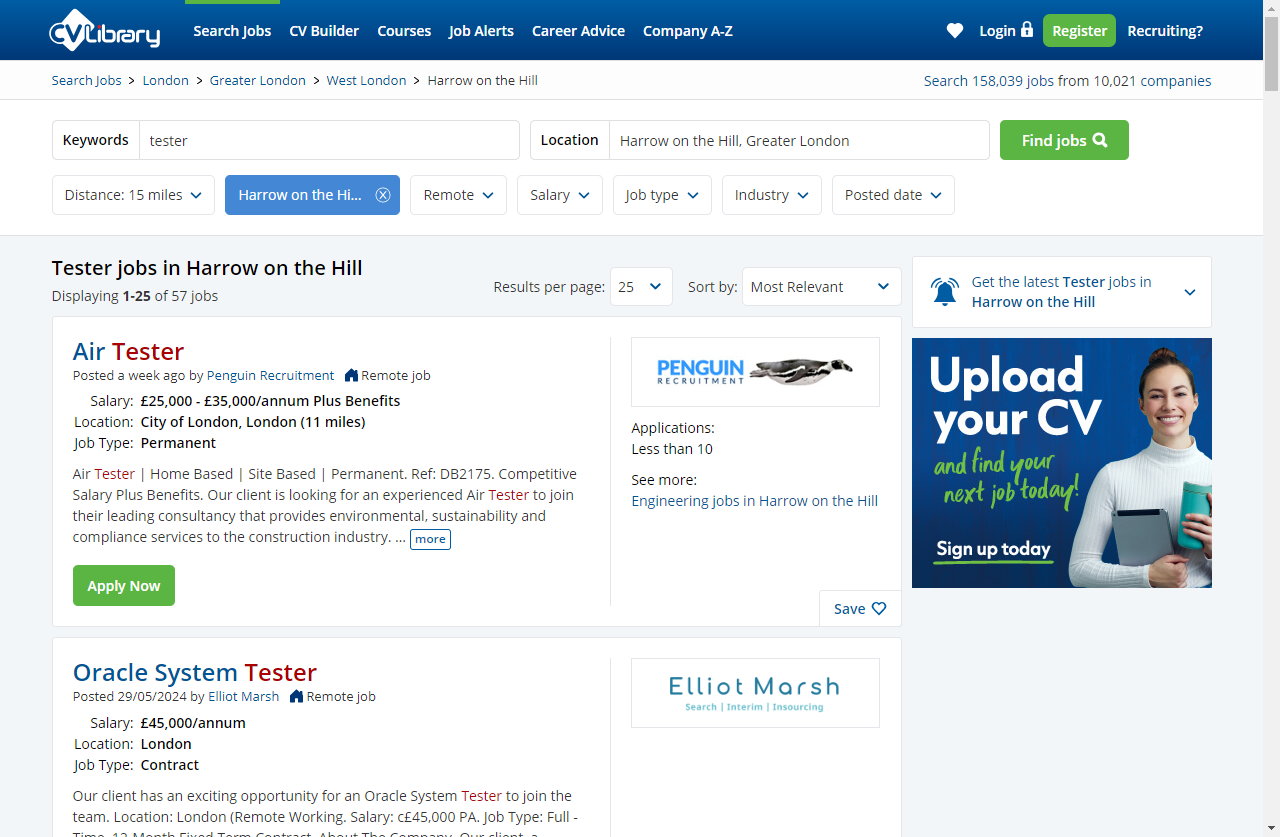 CVLibrary
Search Jobs
CV Builder
Courses
Job Alerts
Career Advice
Company A-Z
Login
Register
Recruiting?
Search Jobs > London > Greater London > West London > Harrow on the Hill
Search 158,039 jobs from 10,021 companies
Keywords
tester
Location
Harrow on the Hill, Greater London
Find jobs
Distance: 15 miles
Harrow on the Hi...
Remote
Salary
Job type
Industry
Posted date
Tester jobs in Harrow on the Hill
Displaying 1-25 of 57 jobs
Results per page:
25
Sort by:
Most Relevant
Air Tester
Posted a week ago by Penguin Recruitment
Remote job
Salary: £25,000 - £35,000/annum Plus Benefits
Location: City of London, London (11 miles)
Job Type: Permanent
Air Tester | Home Based | Site Based | Permanent. Ref: DB2175. Competitive
Salary Plus Benefits. Our client is looking for an experienced Air Tester to join
their leading consultancy that provides environmental, sustainability and
compliance services to the construction industry. ... more
Apply Now
PENGUIN
RECRUITMENT
Applications:
Less than 10
See more:
Engineering jobs in Harrow on the Hill
Save
Oracle System Tester
Posted 29/05/2024 by Elliot Marsh
Remote job
Salary: £45,000/annum
Location: London
Job Type: Contract
Our client has an exciting opportunity for an Oracle System Tester to join the
team. Location: London (Remote Working. Salary: c£45,000 PA. Job Type: Full -
Time, 12 Month Fixed Term Contract. About The Company. Our client, a
Elliot Marsh
Search | Interim | Insourcing
Get the latest Tester jobs in
Harrow on the Hill
Upload
your CV
and find your
next job today!
Sign up today